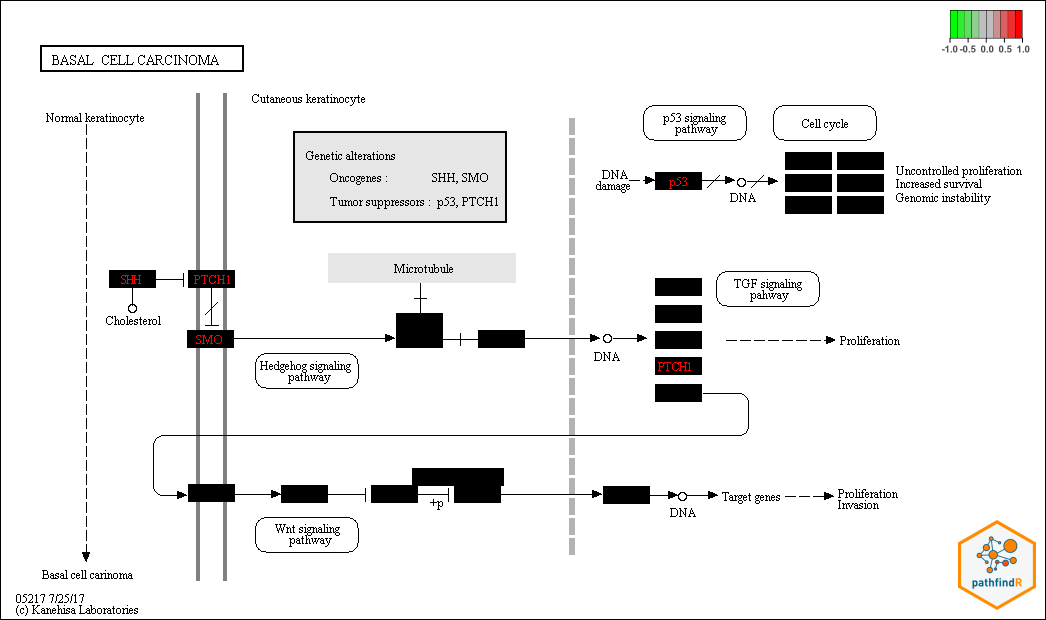 BASAL CELL CARCINOMA
-1.0 -0.5 0.0 0.5 1.0
Normal keratinocyte
Cutaneous keratinocyte
Genetic alterations
Oncogenes : SHH, SMO
Tumor suppressors : p53, PTCH1
p53 signaling
pathway
Cell cycle
DNA
damage
p53
DNA
Uncontrolled proliferation
Increased survival
Genomic instability
SHH
PTCH1
Cholesterol
SMO
Microtubule
Hedgehog signaling
pathway
DNA
PTCH1
TGF signaling
pahway
Proliferation
+p
Wnt signaling
pathway
DNA
Target genes
Proliferation
Invasion
Basal cell carinoma
05217 7/25/17
(c) Kanehisa Laboratories
pathfindR